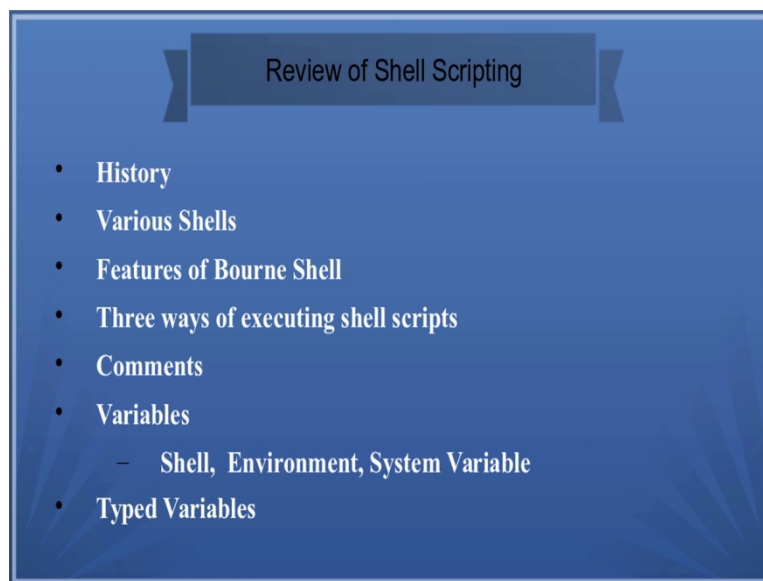 Review of Shell Scripting
• History
• Various Shells
• Features of Bourne Shell
• Three ways of executing shell scripts
• Comments
• Variables
– Shell, Environment, System Variable
• Typed Variables